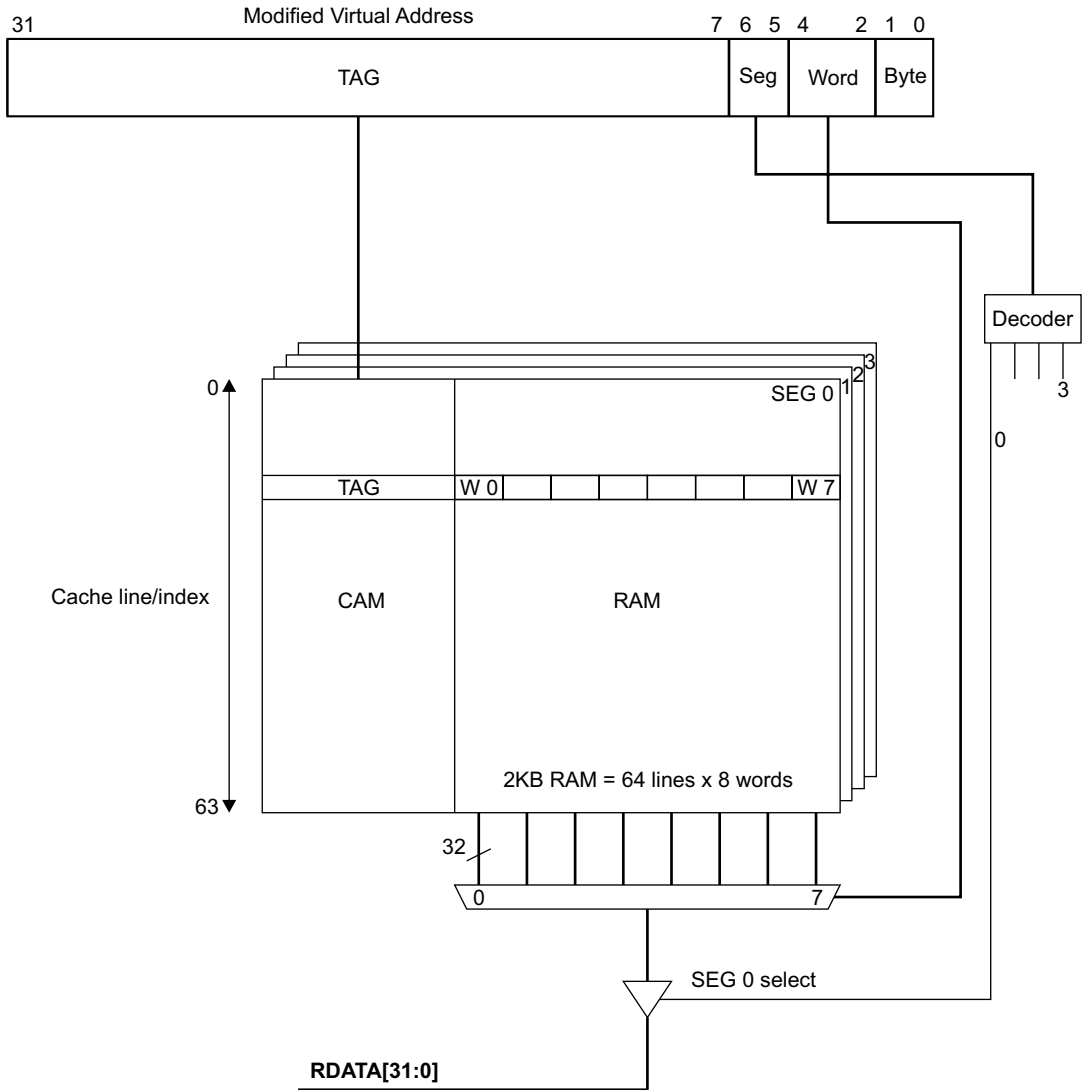 Modified Virtual Address
31 7 6 5 4 2 1 0
TAG Seg Word Byte
Decoder
3
0
0
SEG 0 1 2 3
TAG W 0 W 7
Cache line/index
CAM RAM
2KB RAM = 64 lines x 8 words
63
32
0 7
SEG 0 select
RDATA[31:0]